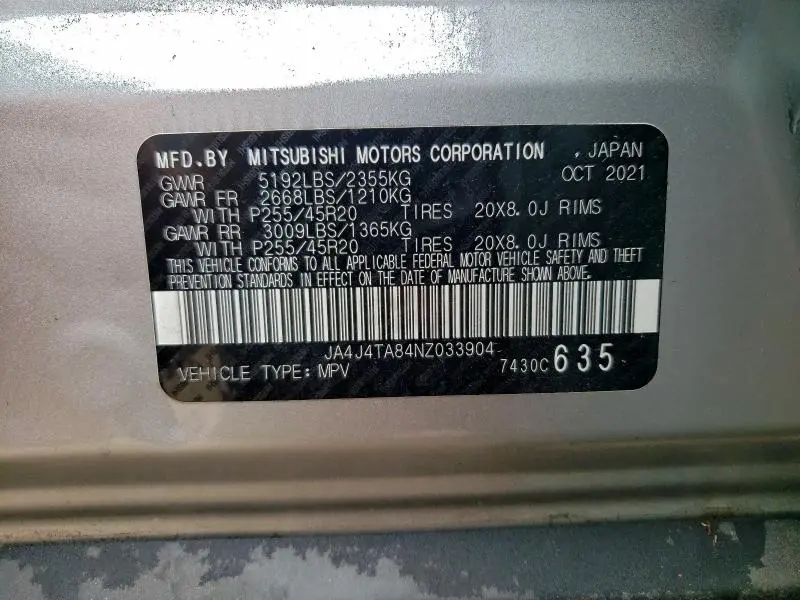 MFD.BY MITSUBISHI MOTORS CORPORATION , JAPAN
GVWR 5192LBS/2355KG OCT 2021
GAWR FR 2668LBS/1210KG
WITH P255/45R20 TIRES 20X8.0J RIMS
GAWR RR 3009LBS/1365KG
WITH P255/45R20 TIRES 20X8.0J RIMS
THIS VEHICLE CONFORMS TO ALL APPLICABLE FEDERAL MOTOR VEHICLE SAFETY AND THEFT
PREVENTION STANDARDS IN EFFECT ON THE DATE OF MANUFACTURE SHOWN ABOVE.
JA4J4TA84NZ033904
VEHICLE TYPE: MPV 7430C 635